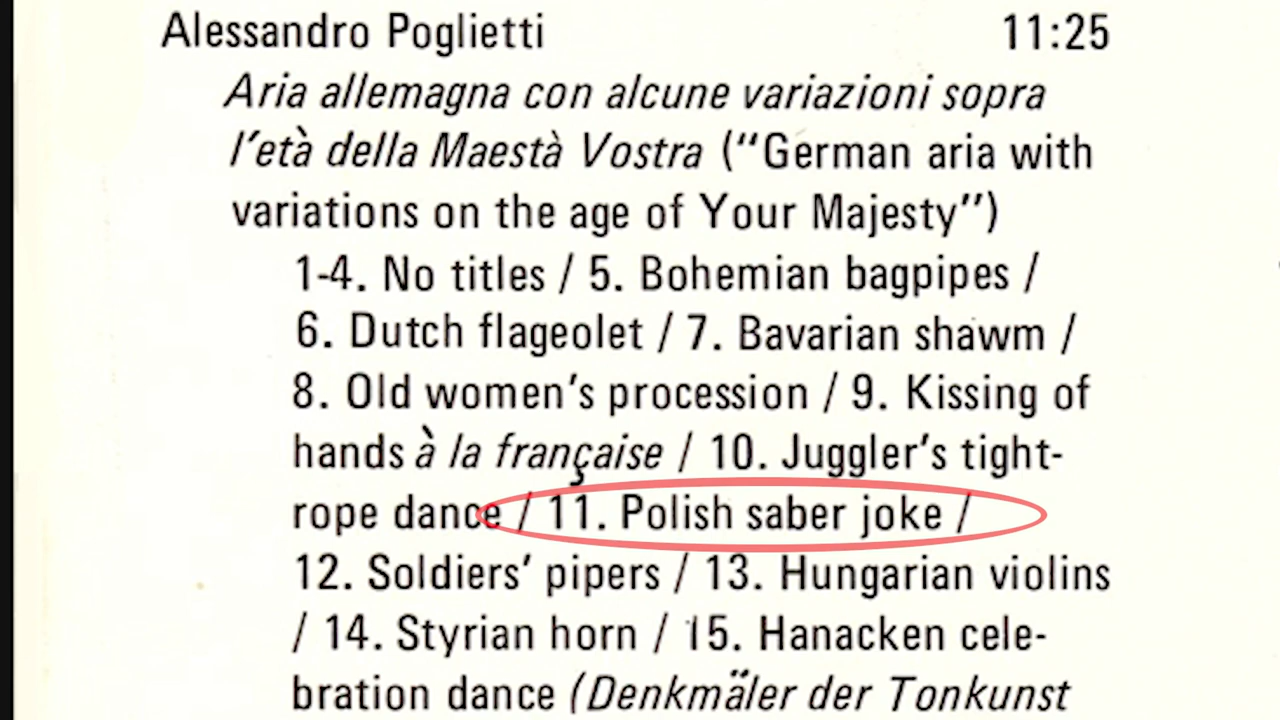 Alessandro Poglietti 11:25
Aria allemagna con alcune variazioni sopra
l'età della Maestà Vostra ("German aria with
variations on the age of Your Majesty")
1-4. No titles / 5. Bohemian bagpipes /
6. Dutch flageolet / 7. Bavarian shawm /
8. Old women's procession / 9. Kissing of
hands à la française / 10. Juggler's tight-
rope dance / 11. Polish saber joke /
12. Soldiers' pipers / 13. Hungarian violins
/ 14. Styrian horn / 15. Hanacken cele-
bration dance (Denkmäler der Tonkunst